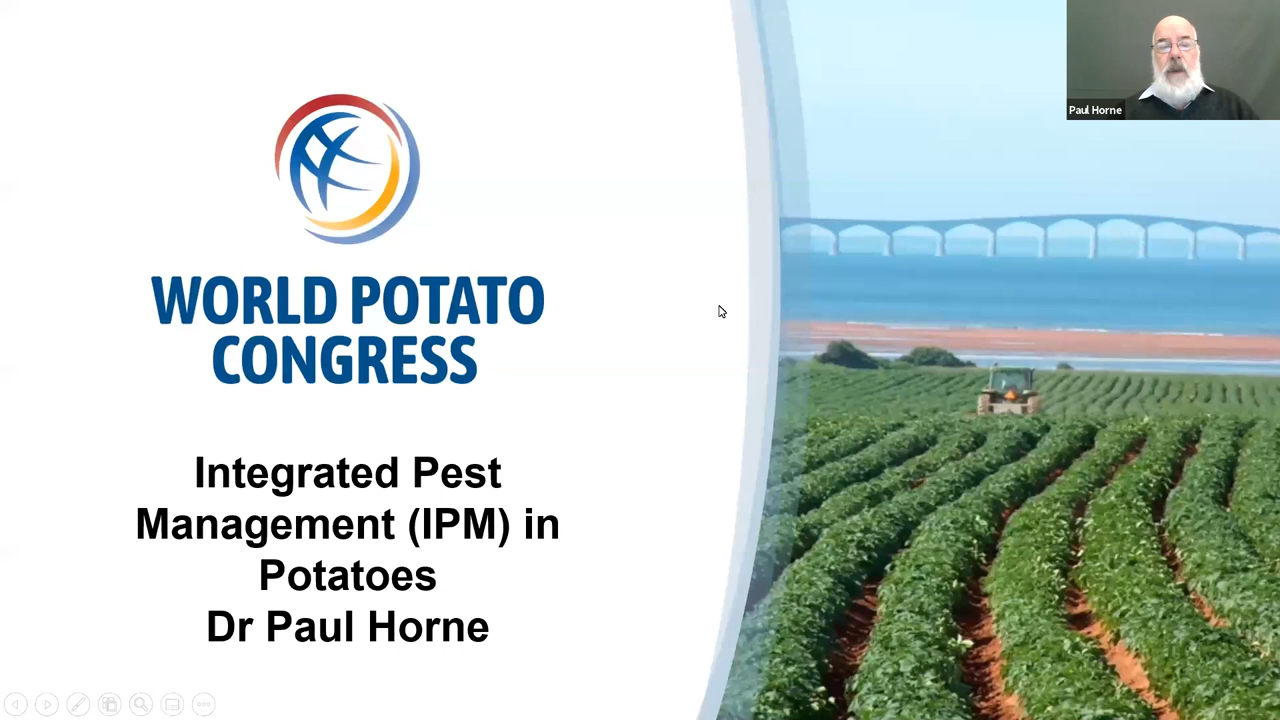 Paul Horne
WORLD POTATO
CONGRESS
Integrated Pest
Management (IPM) in
Potatoes
Dr Paul Horne